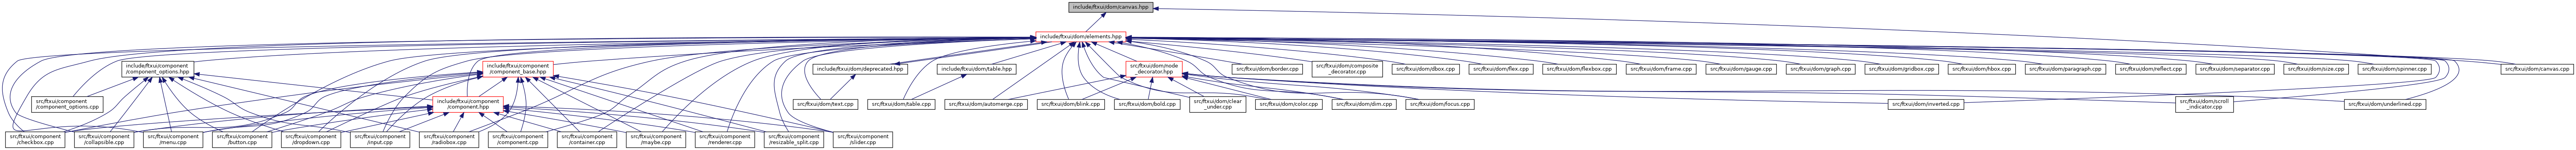 include/ftxui/dom/canvas.hpp
include/ftxui/dom/elements.hpp
include/ftxui/component
/component_options.hpp
include/ftxui/component
/component_base.hpp
include/ftxui/dom/deprecated.hpp
include/ftxui/dom/table.hpp
src/ftxui/dom/node
_decorator.hpp
src/ftxui/dom/border.cpp
src/ftxui/dom/composite
_decorator.cpp
src/ftxui/dom/dbox.cpp
src/ftxui/dom/flex.cpp
src/ftxui/dom/flexbox.cpp
src/ftxui/dom/frame.cpp
src/ftxui/dom/gauge.cpp
src/ftxui/dom/graph.cpp
src/ftxui/dom/gridbox.cpp
src/ftxui/dom/hbox.cpp
src/ftxui/dom/paragraph.cpp
src/ftxui/dom/reflect.cpp
src/ftxui/dom/separator.cpp
src/ftxui/dom/size.cpp
src/ftxui/dom/spinner.cpp
src/ftxui/dom/canvas.cpp
src/ftxui/component
/component_options.cpp
include/ftxui/component
/component.hpp
src/ftxui/dom/text.cpp
src/ftxui/dom/table.cpp
src/ftxui/dom/automerge.cpp
src/ftxui/dom/blink.cpp
src/ftxui/dom/bold.cpp
src/ftxui/dom/clear
_under.cpp
src/ftxui/dom/color.cpp
src/ftxui/dom/dim.cpp
src/ftxui/dom/focus.cpp
src/ftxui/dom/inverted.cpp
src/ftxui/dom/scroll
_indicator.cpp
src/ftxui/dom/underlined.cpp
src/ftxui/component
/checkbox.cpp
src/ftxui/component
/collapsible.cpp
src/ftxui/component
/menu.cpp
src/ftxui/component
/button.cpp
src/ftxui/component
/dropdown.cpp
src/ftxui/component
/input.cpp
src/ftxui/component
/radiobox.cpp
src/ftxui/component
/component.cpp
src/ftxui/component
/container.cpp
src/ftxui/component
/maybe.cpp
src/ftxui/component
/renderer.cpp
src/ftxui/component
/resizable_split.cpp
src/ftxui/component
/slider.cpp